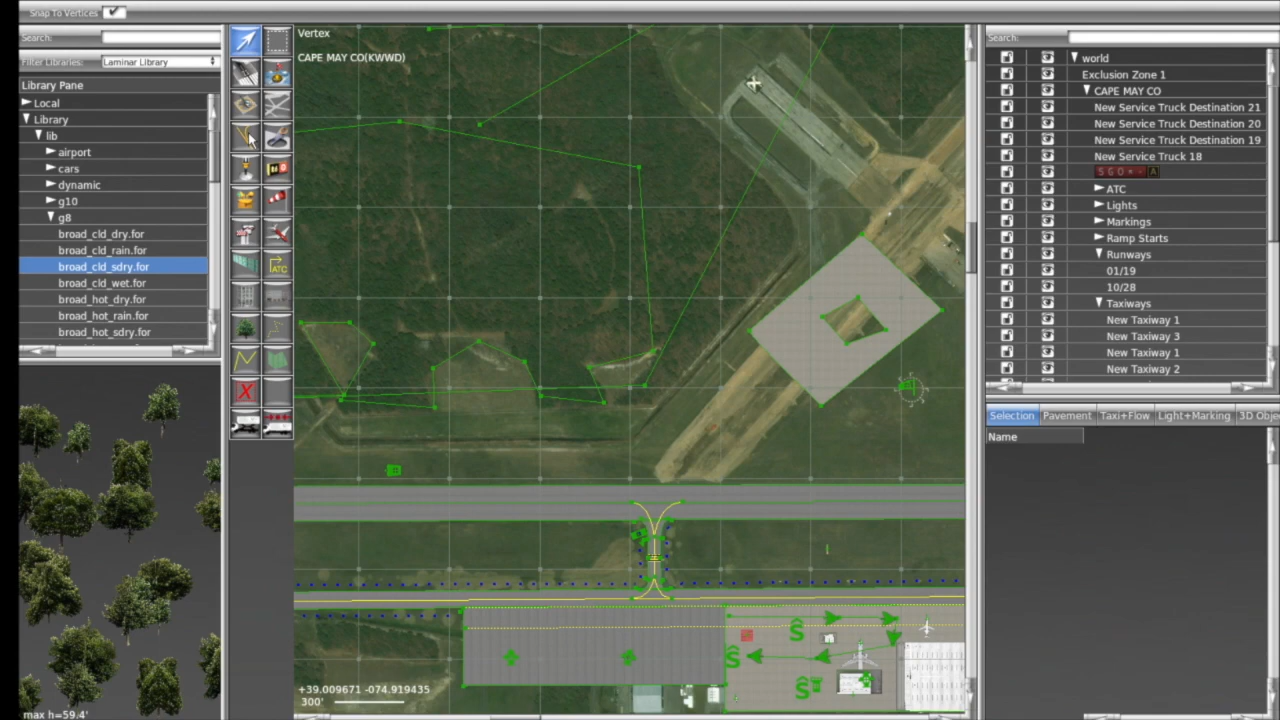 Snap To Vertices
Search:
Filter Libraries: Laminar Library
Library Pane
Local
Library
lib
airport
cars
dynamic
g10
g8
broad_cld_dry.for
broad_cld_rain.for
broad_cld_sdry.for
broad_cld_wet.for
broad_hot_dry.for
broad_hot_rain.for
broad_hot_sdry.for
max h=59.4'
ATC
Vertex
CAPE MAY CO(KWWD)
+39.009671 -074.919435
300'
Search:
world
Exclusion Zone 1
CAPE MAY CO
New Service Truck Destination 21
New Service Truck Destination 20
New Service Truck Destination 19
New Service Truck 18
ATC
Lights
Markings
Ramp Starts
Runways
01/19
10/28
Taxiways
New Taxiway 1
New Taxiway 3
New Taxiway 1
New Taxiway 2
Selection Pavement Taxi+Flow Light+Marking 3D Obje
Name